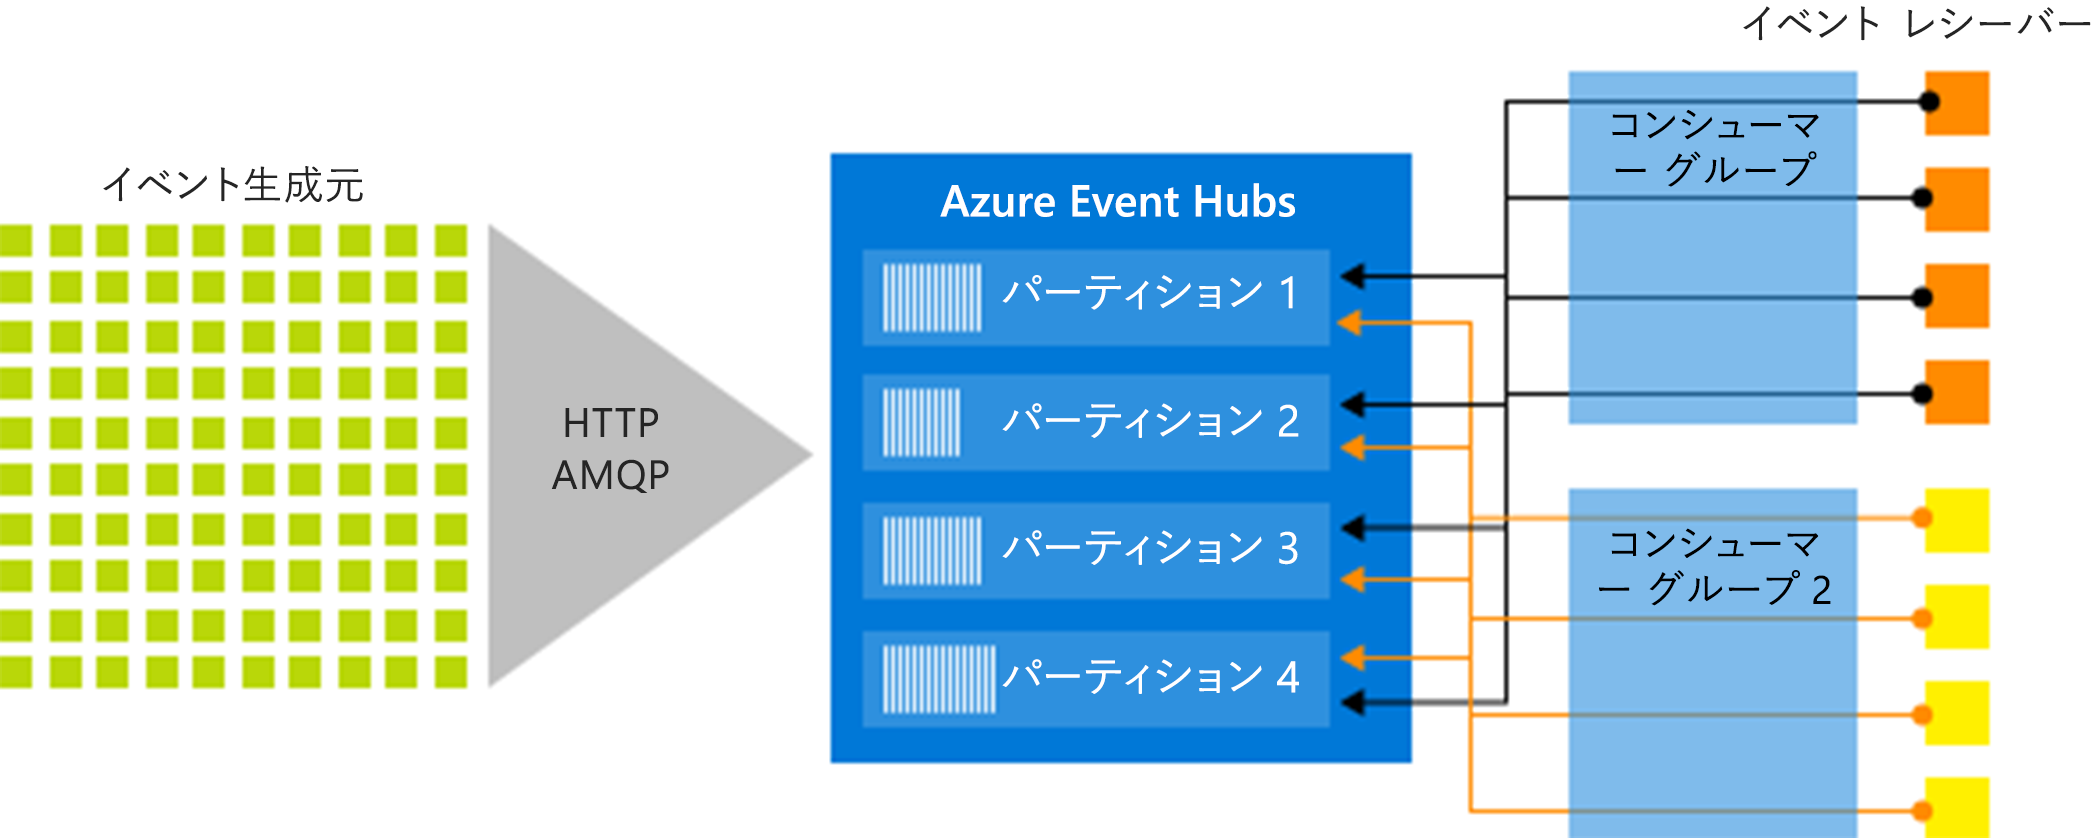 イベント レシーバー
イベント生成元
HTTP
AMQP
Azure Event Hubs
パーティション 1
パーティション 2
パーティション 3
パーティション 4
コンシューマ
ー グループ
コンシューマ
ー グループ 2